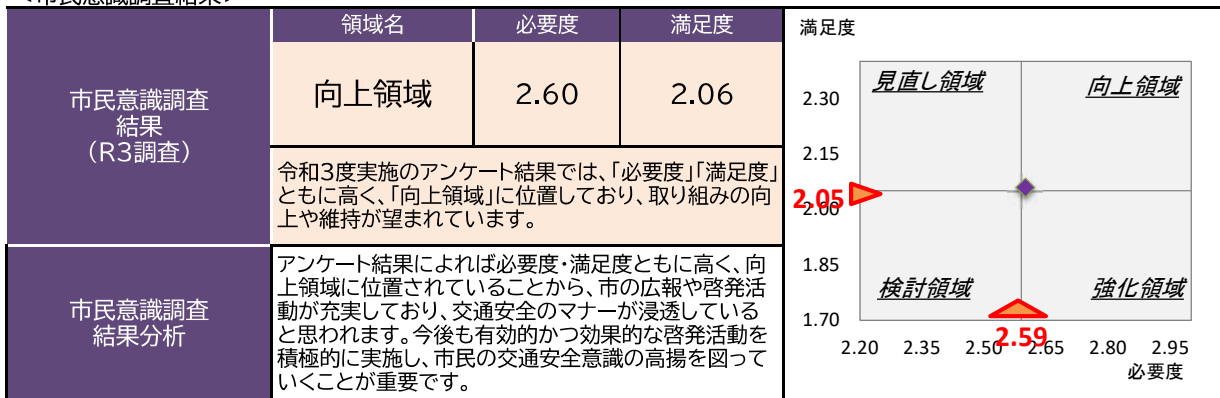 <市民意識調査結果>
領域名 必要度 満足度
市民意識調査
結果
(R3調査)
向上領域 2.60 2.06
令和3度実施のアンケート結果では、「必要度」「満足度」
ともに高く、「向上領域」に位置しており、取り組みの向
上や維持が望まれています。
市民意識調査
結果分析
アンケート結果によれば必要度・満足度ともに高く、向
上領域に位置されていることから、市の広報や啓発活
動が充実しており、交通安全のマナーが浸透している
と思われます。今後も有効的かつ効果的な啓発活動を
積極的に実施し、市民の交通安全意識の高揚を図って
いくことが重要です。
満足度
見直し領域 向上領域
2.30
2.15
2.05
2.00
1.85
検討領域 強化領域
1.70
2.59
2.20 2.35 2.50 2.65 2.80 2.95
必要度